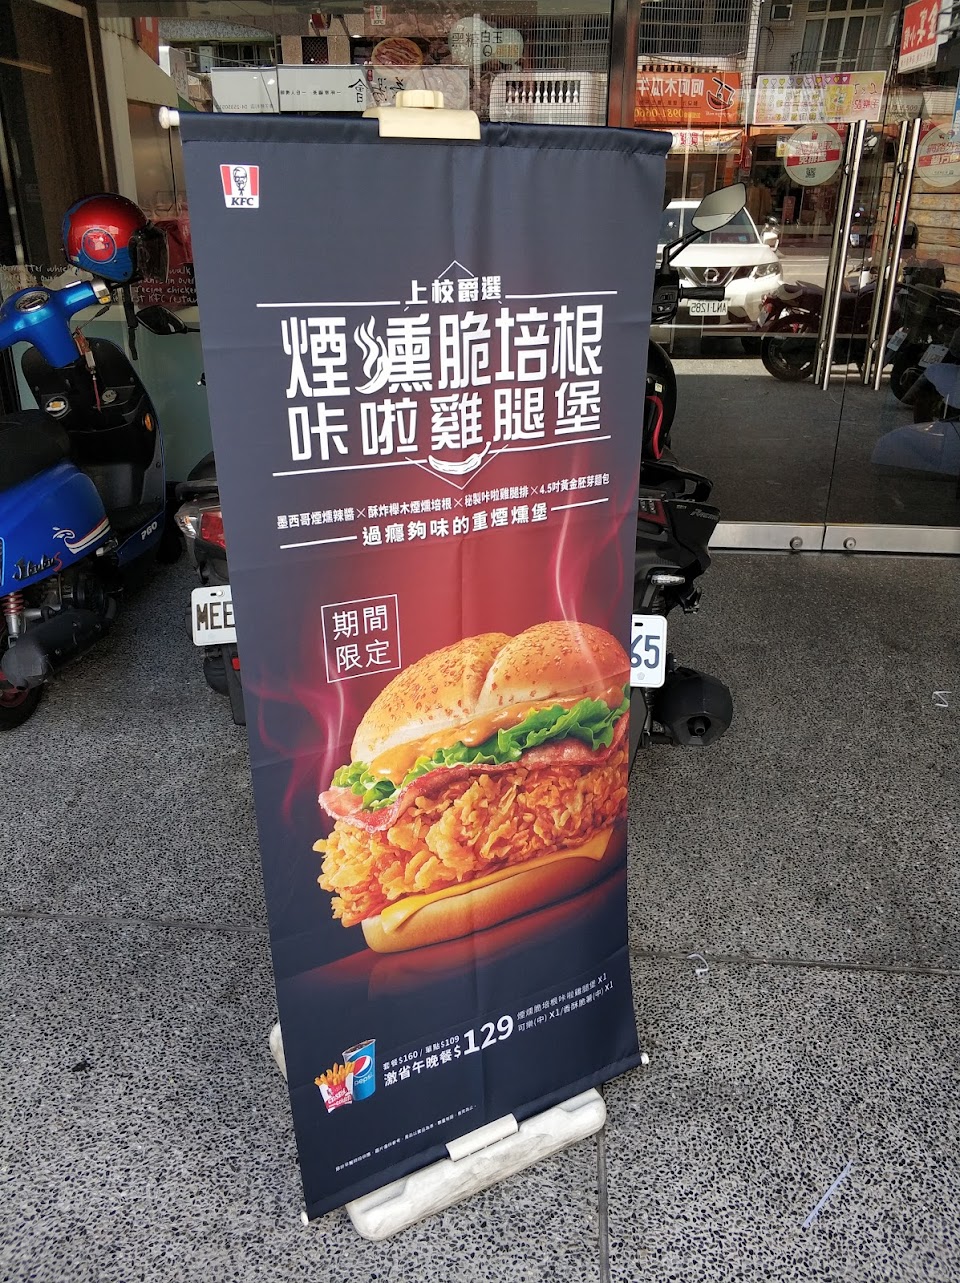 KFC
上校爵選
煙燻脆培根
咔啦雞腿堡
墨西哥煙燻辣醬×酥炸櫸木煙燻培根×秘製咔啦雞腿排×4.5吋黃金胚芽麵包
過癮夠味的重煙燻堡
期間
限定
套餐$160 / 單點$109
激省午晚餐$129
煙燻脆培根咔啦雞腿堡 X1
可樂(中) X1/香酥脆薯(中) X1
pepsi
MEE
65
PGO